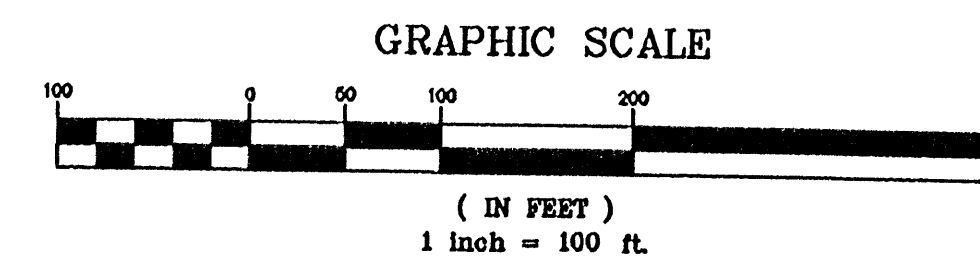 GRAPHIC SCALE
100 0 50 100 200
( IN FEET )
1 inch = 100 ft.